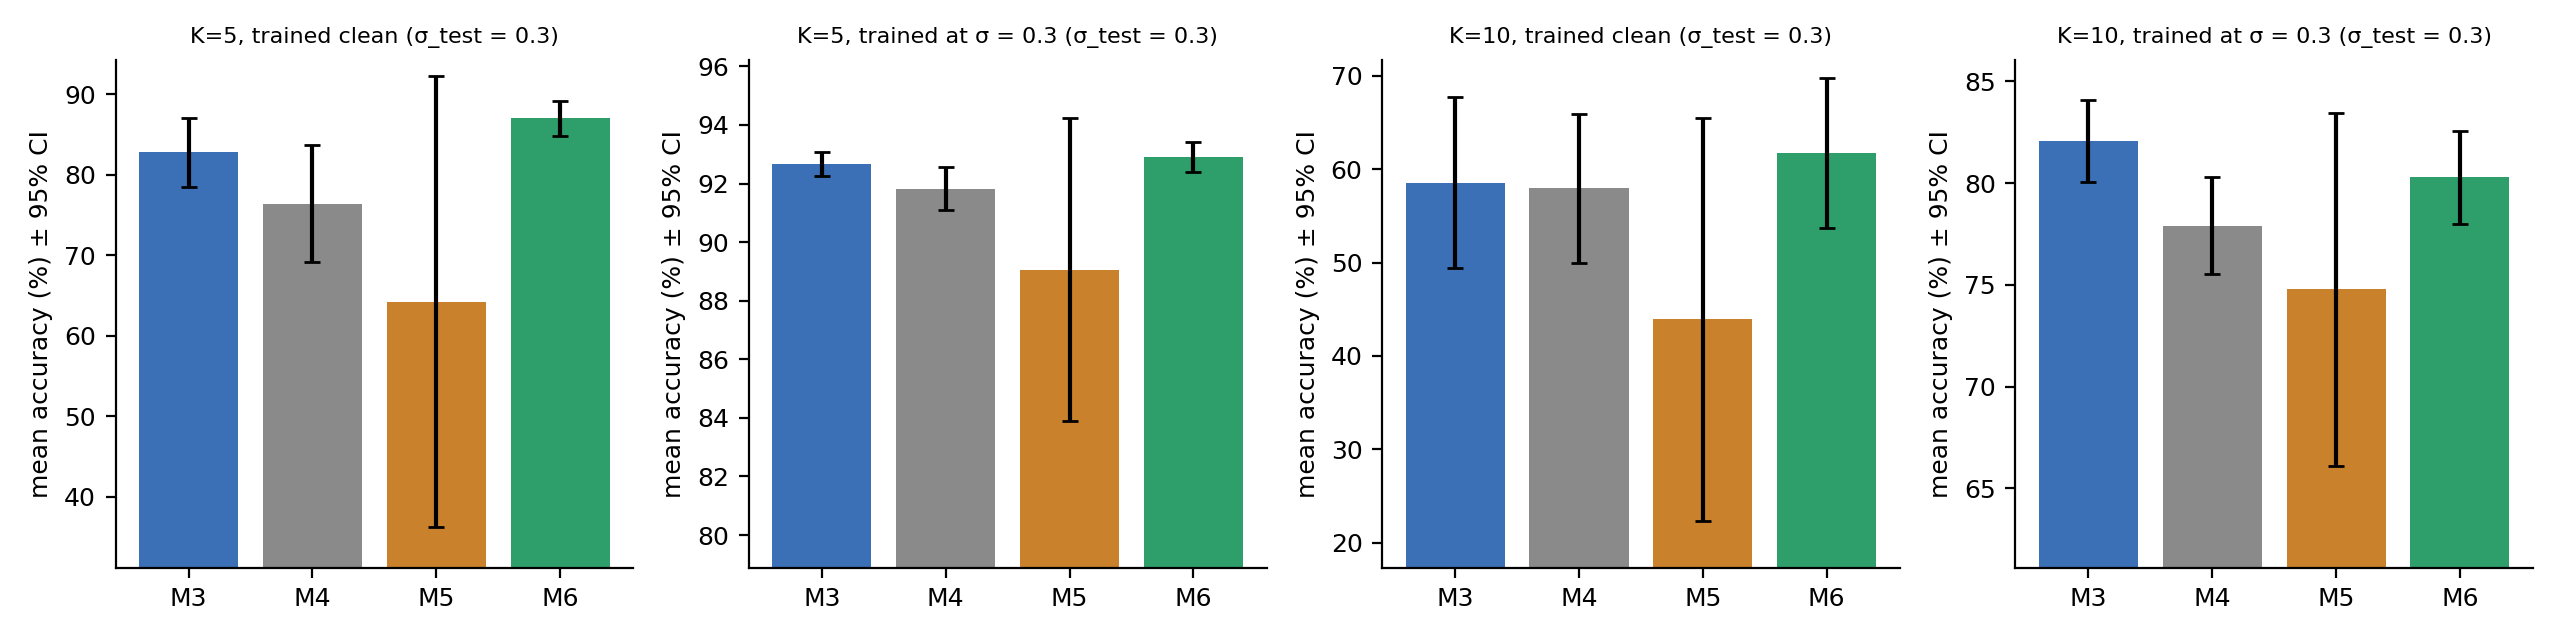 K=5, trained clean (σ_test = 0.3)
mean accuracy (%) ± 95% CI
90
80
70
60
50
40
M3 M4 M5 M6
K=5, trained at σ = 0.3 (σ_test = 0.3)
mean accuracy (%) ± 95% CI
96
94
92
90
88
86
84
82
80
M3 M4 M5 M6
K=10, trained clean (σ_test = 0.3)
mean accuracy (%) ± 95% CI
70
60
50
40
30
20
M3 M4 M5 M6
K=10, trained at σ = 0.3 (σ_test = 0.3)
mean accuracy (%) ± 95% CI
85
80
75
70
65
M3 M4 M5 M6